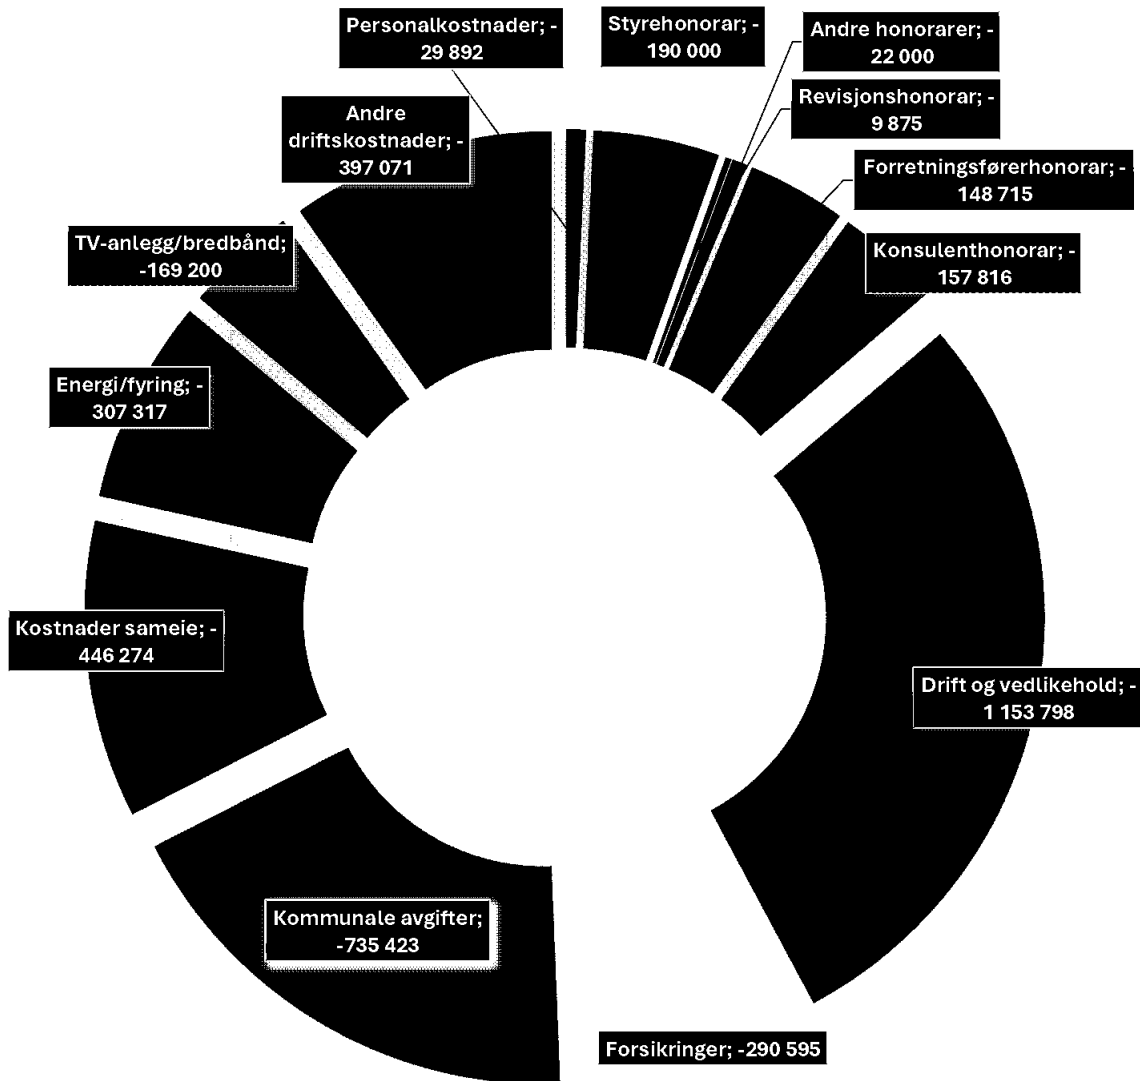 Personalkostnader; -
29 892
Styrehonorar; -
190 000
Andre honorarer; -
22 000
Revisjonshonorar; -
9 875
Forretningsførerhonorar; -
148 715
Konsulenthonorar; -
157 816
Drift og vedlikehold; -
1 153 798
Forsikringer; -290 595
Kommunale avgifter;
-735 423
Kostnader sameie; -
446 274
Energi/fyring; -
307 317
TV-anlegg/bredbånd;
-169 200
Andre
driftskostnader; -
397 071